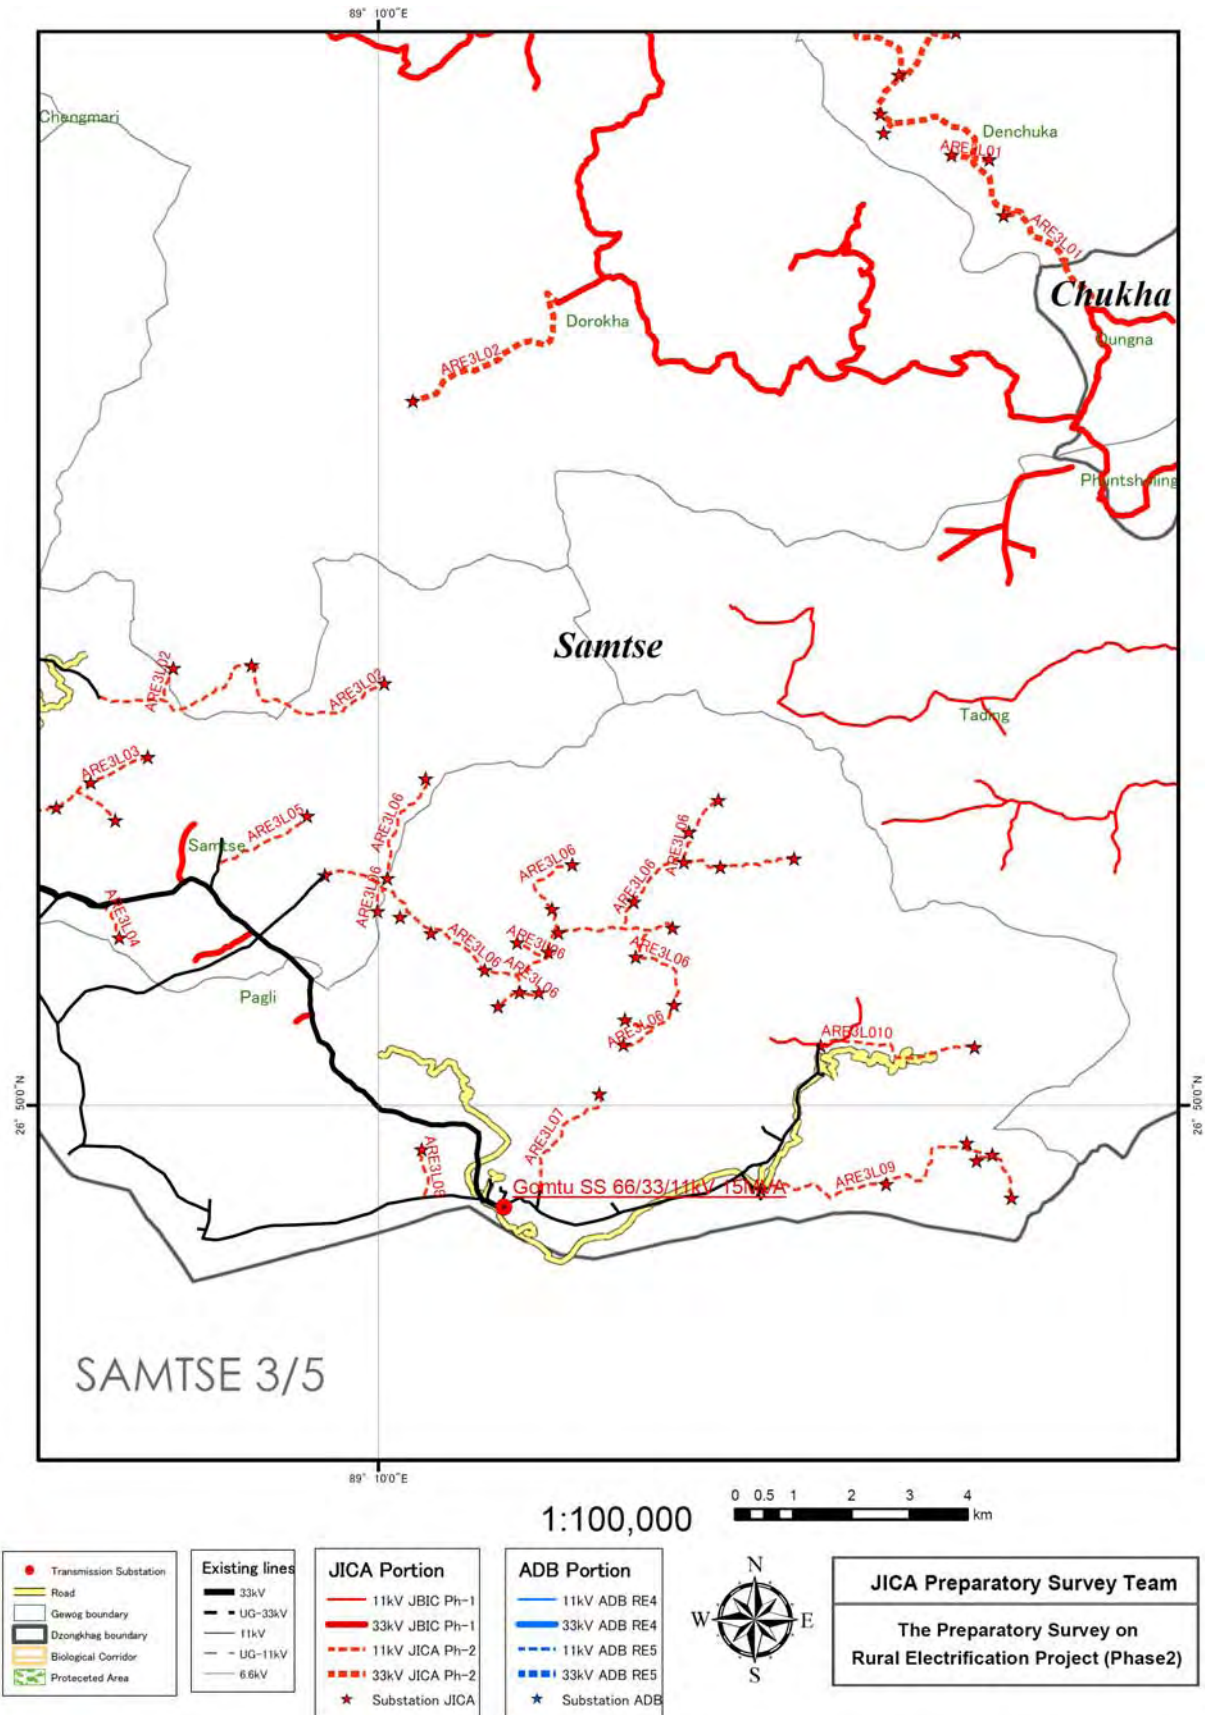 89° 10'0"E
Chengmari
Denchuka
ARE3L01
ARE3L01
Chukha
Dungna
Dorokha
ARE3L02
Phuntsholing
Samtse
ARE3L02
ARE3L02
Tading
ARE3L03
ARE3L05
ARE3L06
Samtse
ARE3L06
ARE3L06
ARE3L06
ARE3L06
ARE3L04
ARE3L06
ARE3L06
ARE3L06
ARE3L06
ARE3L06
Pagli
ARE3L06
ARE3L010
26° 50'0"N
26° 50'0"N
ARE3L07
ARE3L08
ARE3L09
Gomtu SS 66/33/11kV 15MVA
SAMTSE 3/5
89° 10'0"E
1:100,000
0 0.5 1 2 3 4
km
Transmission Substation
Road
Gewog boundary
Dzongkhag boundary
Biological Corridor
Proteceted Area
Existing lines
33kV
UG-33kV
11kV
UG-11kV
6.6kV
JICA Portion
11kV JBIC Ph-1
33kV JBIC Ph-1
11kV JICA Ph-2
33kV JICA Ph-2
Substation JICA
ADB Portion
11kV ADB RE4
33kV ADB RE4
11kV ADB RE5
33kV ADB RE5
Substation ADB
N
W E
S
JICA Preparatory Survey Team
The Preparatory Survey on
Rural Electrification Project (Phase2)